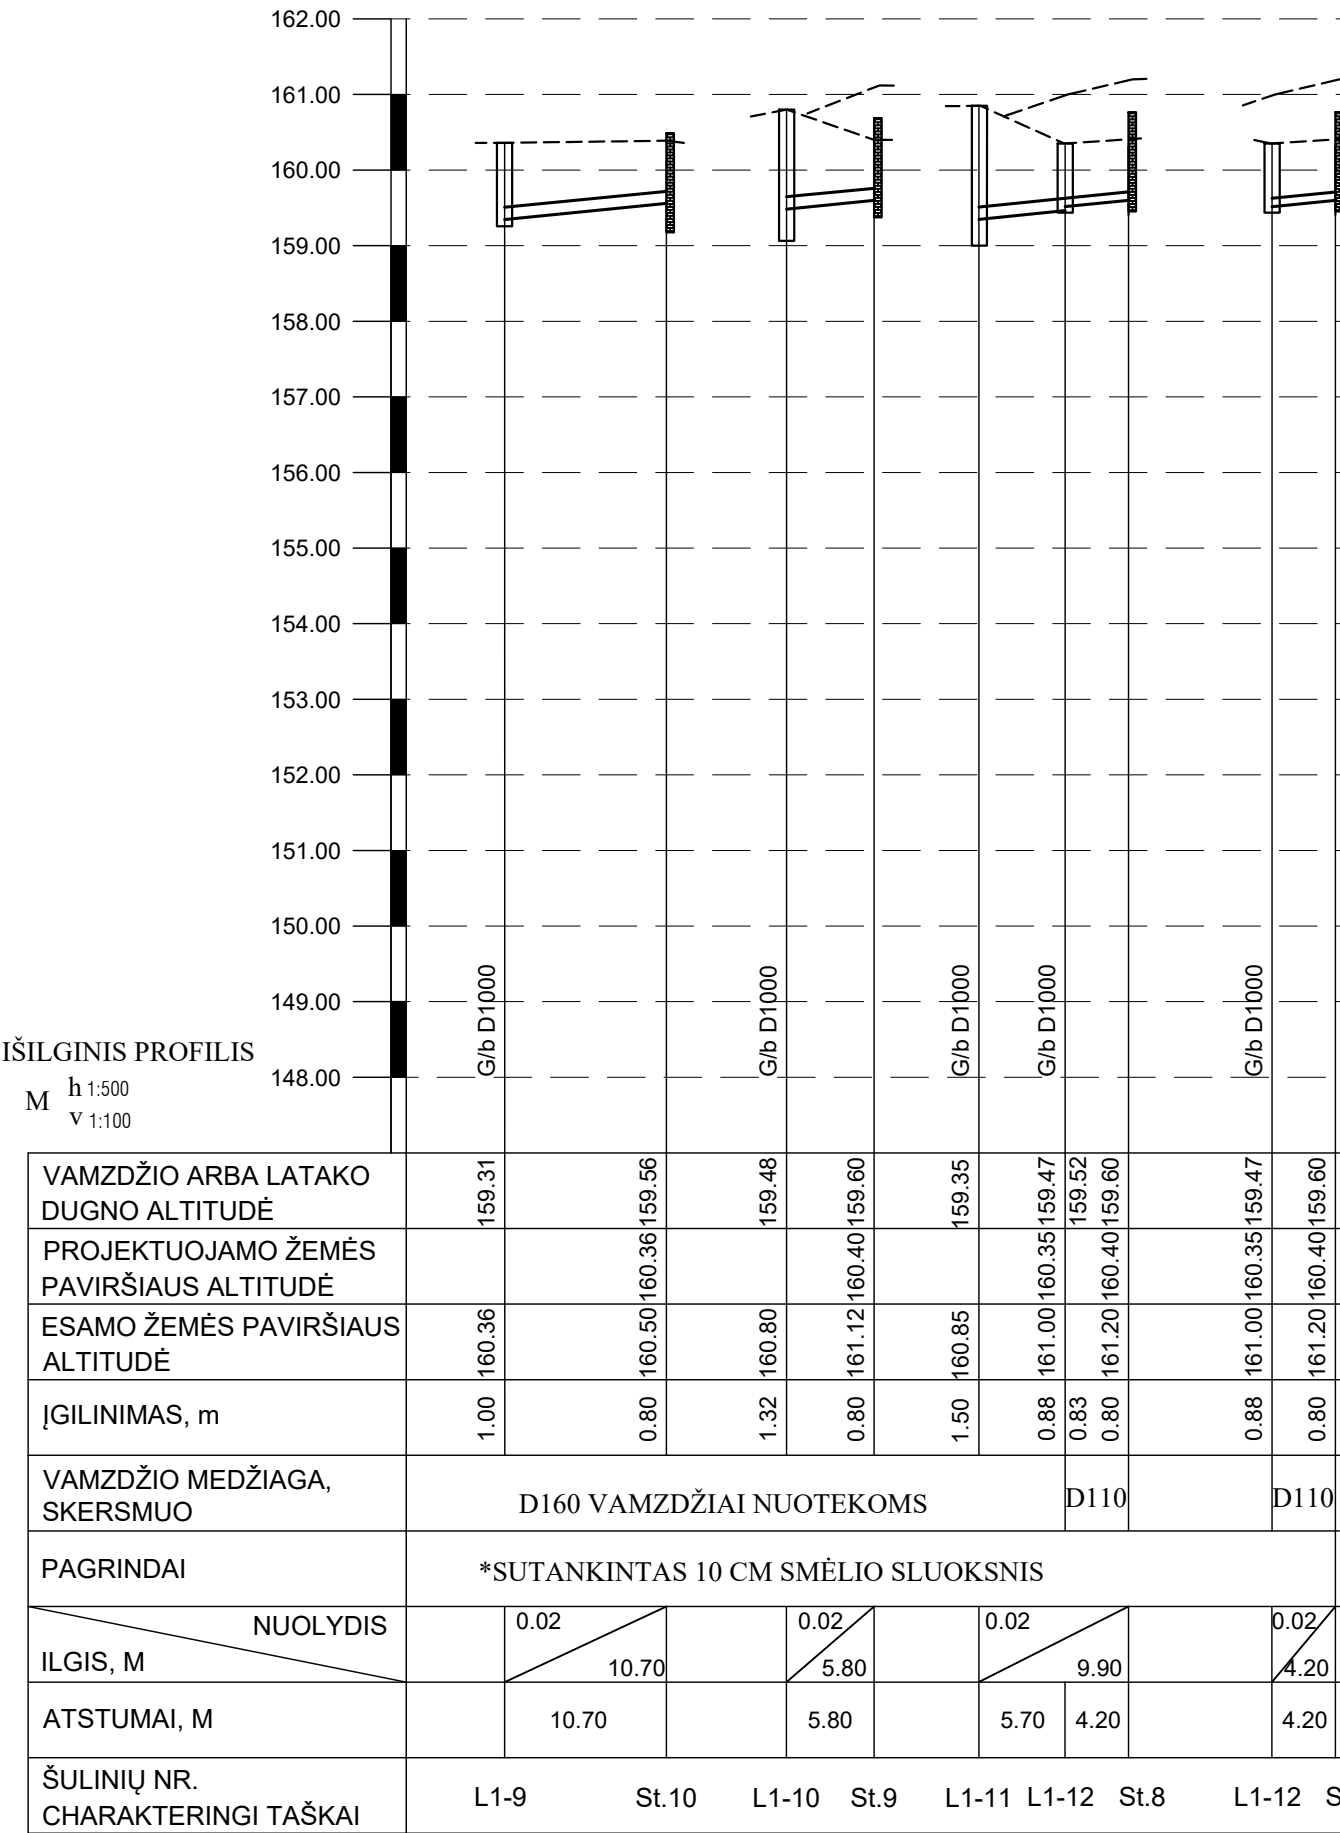 162.00
161.00
160.00
159.00
158.00
157.00
156.00
155.00
154.00
153.00
152.00
151.00
150.00
149.00
148.00
G/b D1000
G/b D1000
G/b D1000
G/b D1000
G/b D1000
IŠILGINIS PROFILIS
M h 1:500
v 1:100
VAMZDŽIO ARBA LATAKO
DUGNO ALTITUDĖ
159.31 159.56 159.48 159.60 159.35 159.47 159.52 159.60 159.47 159.60
PROJEKTUOJAMO ŽEMĖS
PAVIRŠIAUS ALTITUDĖ
160.36 160.40 160.35 160.40 160.35 160.40
ESAMO ŽEMĖS PAVIRŠIAUS
ALTITUDĖ
160.36 160.50 160.80 161.12 160.85 161.00 161.20 161.00 161.20
ĮGILINIMAS, m
1.00 0.80 1.32 0.80 1.50 0.88 0.83 0.80 0.88 0.80
VAMZDŽIO MEDŽIAGA,
SKERSMUO
D160 VAMZDŽIAI NUOTEKOMS D110 D110
PAGRINDAI
*SUTANKINTAS 10 CM SMĖLIO SLUOKSNIS
NUOLYDIS
0.02 0.02 0.02 0.02
ILGIS, M
10.70 5.80 9.90 4.20
ATSTUMAI, M
10.70 5.80 5.70 4.20 4.20
ŠULINIŲ NR.
CHARAKTERINGI TAŠKAI
L1-9 St.10 L1-10 St.9 L1-11 L1-12 St.8 L1-12